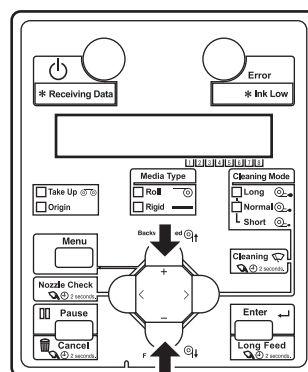 Error
* Receiving Data
* Ink Low
1 2 3 4 5 6 7 8
Media Type
Cleaning Mode
Take Up
Roll
Long
Origin
Rigid
Normal
Short
Menu
Cleaning
2 seconds.
+
Nozzle Check
2 seconds.
< >
Pause
−
Enter
Cancel
2 seconds.
Long Feed
2 seconds.